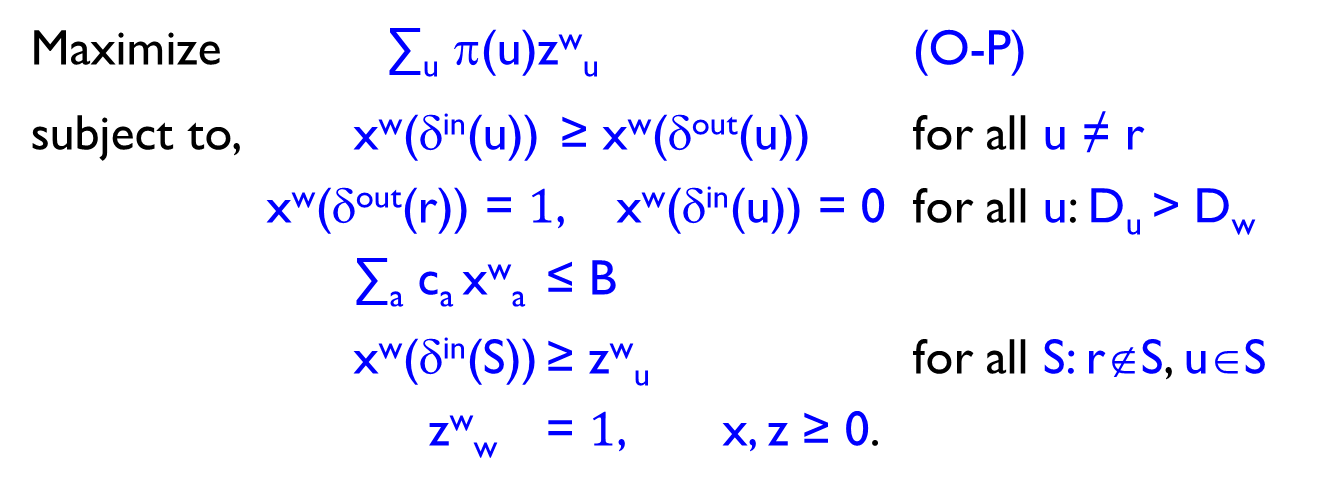 Maximize ∑u π(u)zʷu (O-P)
subject to, xʷ(δⁱⁿ(u)) ≥ xʷ(δᵒᵘᵗ(u)) for all u ≠ r
xʷ(δᵒᵘᵗ(r)) = 1, xʷ(δⁱⁿ(u)) = 0 for all u: Du > Dw
∑a ca xʷa ≤ B
xʷ(δⁱⁿ(S)) ≥ zʷu for all S: r∉S, u∈S
zʷw = 1, x, z ≥ 0.